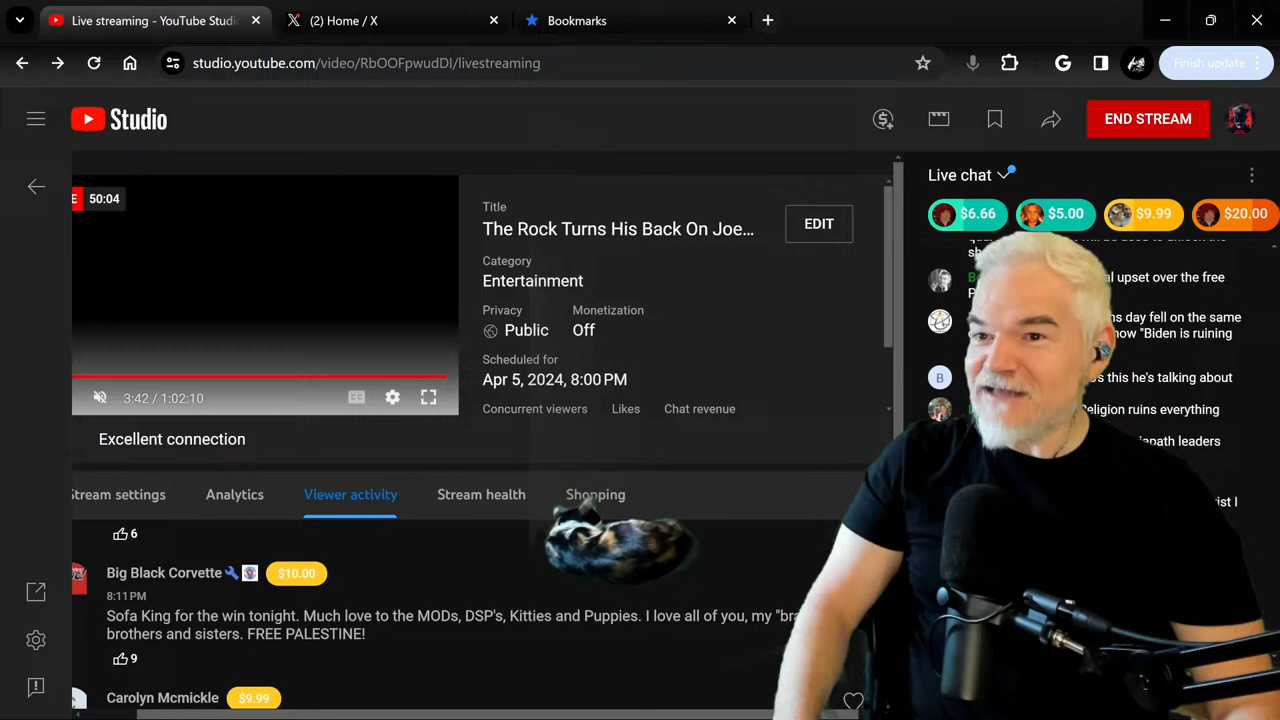 Live streaming - YouTube Studi
(2) Home / X
Bookmarks
studio.youtube.com/video/RbOOFpwudDI/livestreaming
Finish update
Studio
END STREAM
50:04
Title
The Rock Turns His Back On Joe...
EDIT
Category
Entertainment
Privacy
Monetization
Public
Off
Scheduled for
Apr 5, 2024, 8:00 PM
Concurrent viewers
Likes
Chat revenue
3:42 / 1:02:10
CC
Excellent connection
Stream settings
Analytics
Viewer activity
Stream health
Shopping
6
Big Black Corvette
$10.00
8:11 PM
Sofa King for the win tonight. Much love to the MODs, DSP's, Kitties and Puppies. I love all of you, my
brothers and sisters. FREE PALESTINE!
9
Carolyn Mcmickle
$9.99
Live chat
$6.66
$5.00
$9.99
$20.00
upset over the free
day fell on the same
"Biden is ruining
B
this he's talking about
Religion ruins everything
leaders